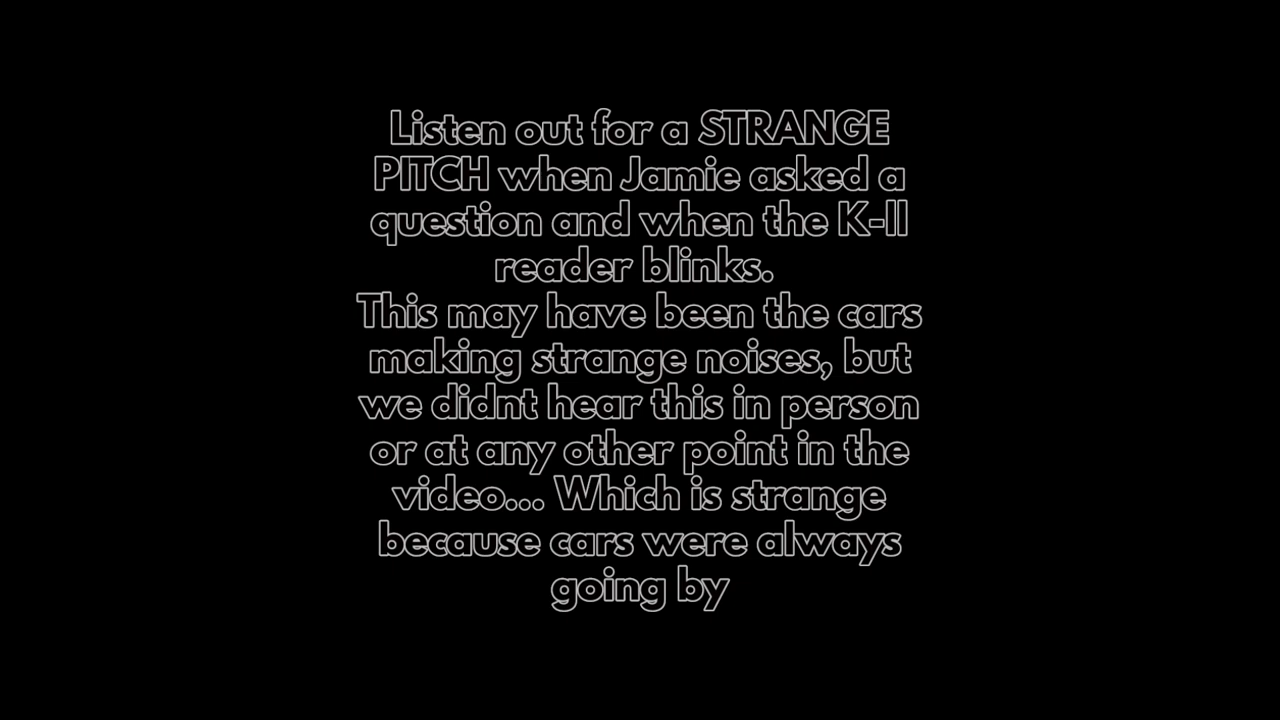 Listen out for a STRANGE
PITCH when Jamie asked a
question and when the K-II
reader blinks.
This may have been the cars
making strange noises, but
we didnt hear this in person
or at any other point in the
video... Which is strange
because cars were always
going by